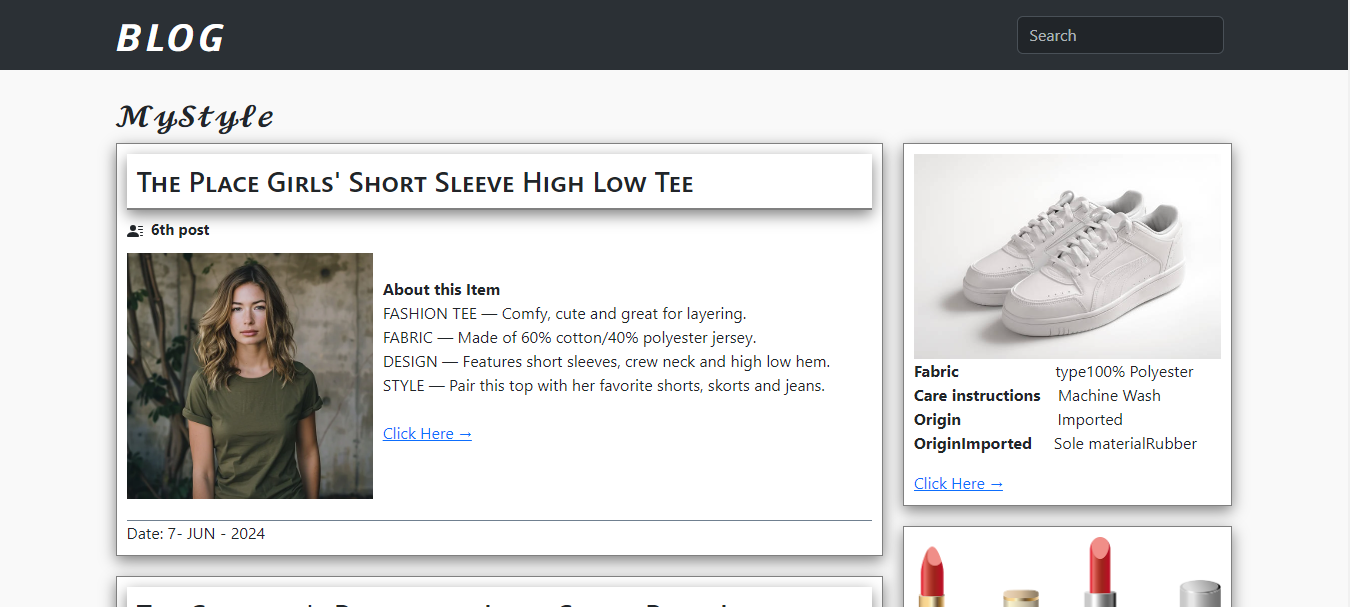 BLOG
Search
MyStyle
The Place Girls' Short Sleeve High Low Tee
6th post
About this Item
FASHION TEE — Comfy, cute and great for layering.
FABRIC — Made of 60% cotton/40% polyester jersey.
DESIGN — Features short sleeves, crew neck and high low hem.
STYLE — Pair this top with her favorite shorts, skorts and jeans.
Click Here →
Date: 7- JUN - 2024
Fabric type100% Polyester
Care instructions Machine Wash
Origin Imported
OriginImported Sole materialRubber
Click Here →